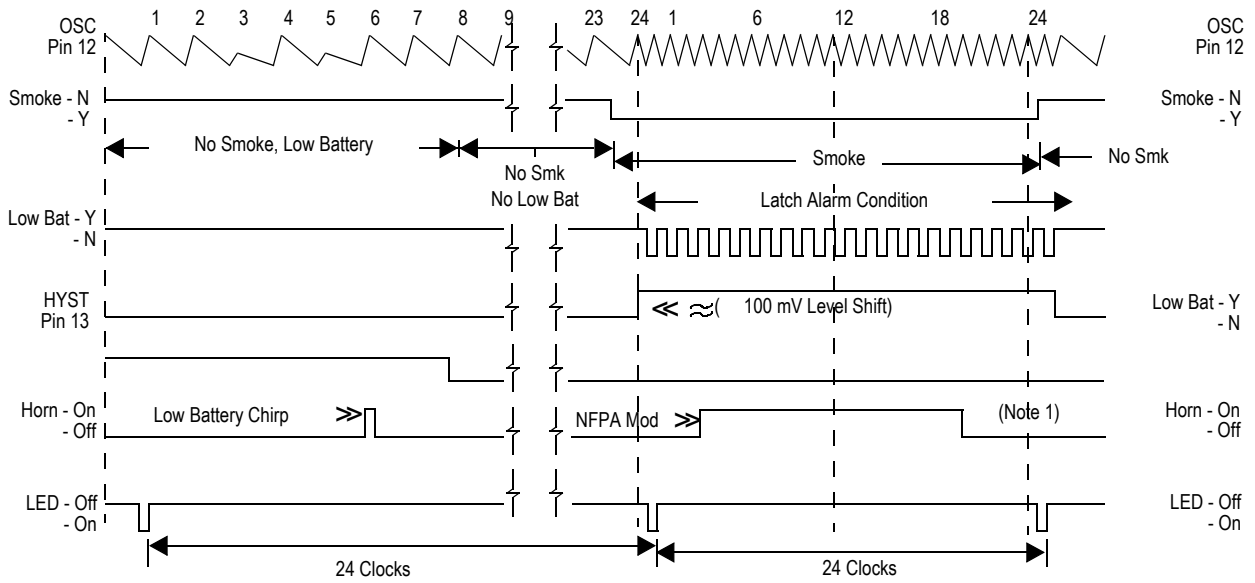 OSC
Pin 12
1 2 3 4 5 6 7 8 9 23 24 1 6 12 18 24
OSC
Pin 12
Smoke - N
- Y
Smoke - N
- Y
No Smoke, Low Battery
No Smk
No Low Bat
Smoke
No Smk
Latch Alarm Condition
Low Bat - Y
- N
HYST
Pin 13
≪ ≈( 100 mV Level Shift)
Low Bat - Y
- N
Horn - On
- Off
Low Battery Chirp ≫
NFPA Mod ≫
(Note 1)
Horn - On
- Off
LED - Off
- On
LED - Off
- On
24 Clocks
24 Clocks